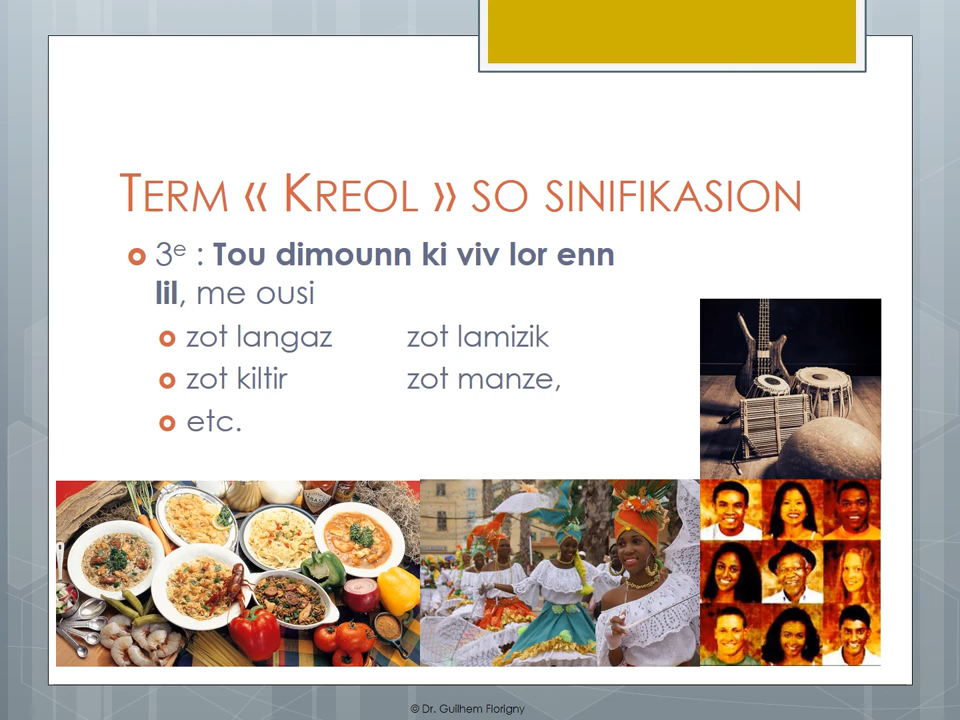 TERM « KREOL » SO SINIFIKASION
3e : Tou dimounn ki viv lor enn
lil, me ousi
zot langaz zot lamizik
zot kiltir zot manze,
etc.
© Dr. Guilhem Florigny